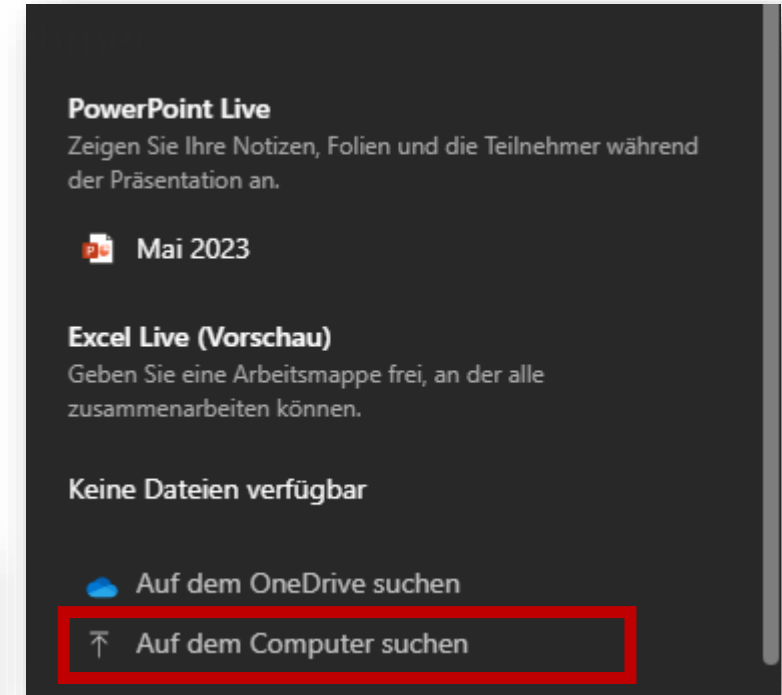 PowerPoint Live
Zeigen Sie Ihre Notizen, Folien und die Teilnehmer während
der Präsentation an.
Mai 2023
Excel Live (Vorschau)
Geben Sie eine Arbeitsmappe frei, an der alle
zusammenarbeiten können.
Keine Dateien verfügbar
Auf dem OneDrive suchen
Auf dem Computer suchen